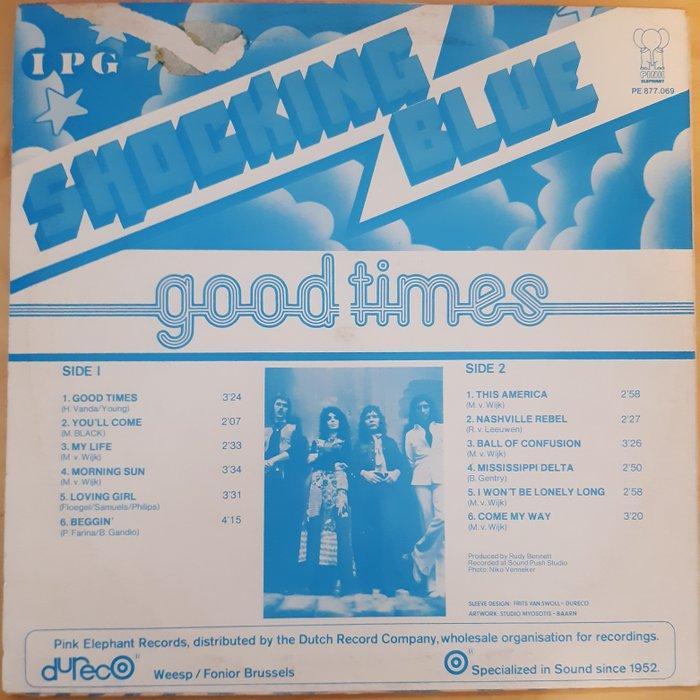 IPG
SHOCKING
BLUE
PINK
ELEPHANT
PE 877.069
good times
SIDE 1
1. GOOD TIMES 3'24
(H. Vanda/Young)
2. YOU'LL COME 2'07
(M. BLACK)
3. MY LIFE 2'33
(M. v. Wijk)
4. MORNING SUN 3'34
(M. v. Wijk)
5. LOVING GIRL 3'31
(Floegel/Samuels/Philips)
6. BEGGIN' 4'15
(P. Farina/B. Gandio)
SIDE 2
1. THIS AMERICA 2'58
(M. v. Wijk)
2. NASHVILLE REBEL 2'27
(R. v. Leeuwen)
3. BALL OF CONFUSION 3'26
(M. v. Wijk)
4. MISSISSIPPI DELTA 2'50
(B. Gentry)
5. I WON'T BE LONELY LONG 2'58
(M. v. Wijk)
6. COME MY WAY 3'20
(M. v. Wijk)
Produced by Rudy Bennett
Recorded at Sound Push Studio
Photo: Niko Venneker
SLEEVE DESIGN: FRITS VAN SWOLL - DURECO
ARTWORK: STUDIO MYOSOTIS - BAARN
Pink Elephant Records, distributed by the Dutch Record Company, wholesale organisation for recordings.
dureco Weesp / Fonior Brussels Specialized in Sound since 1952.